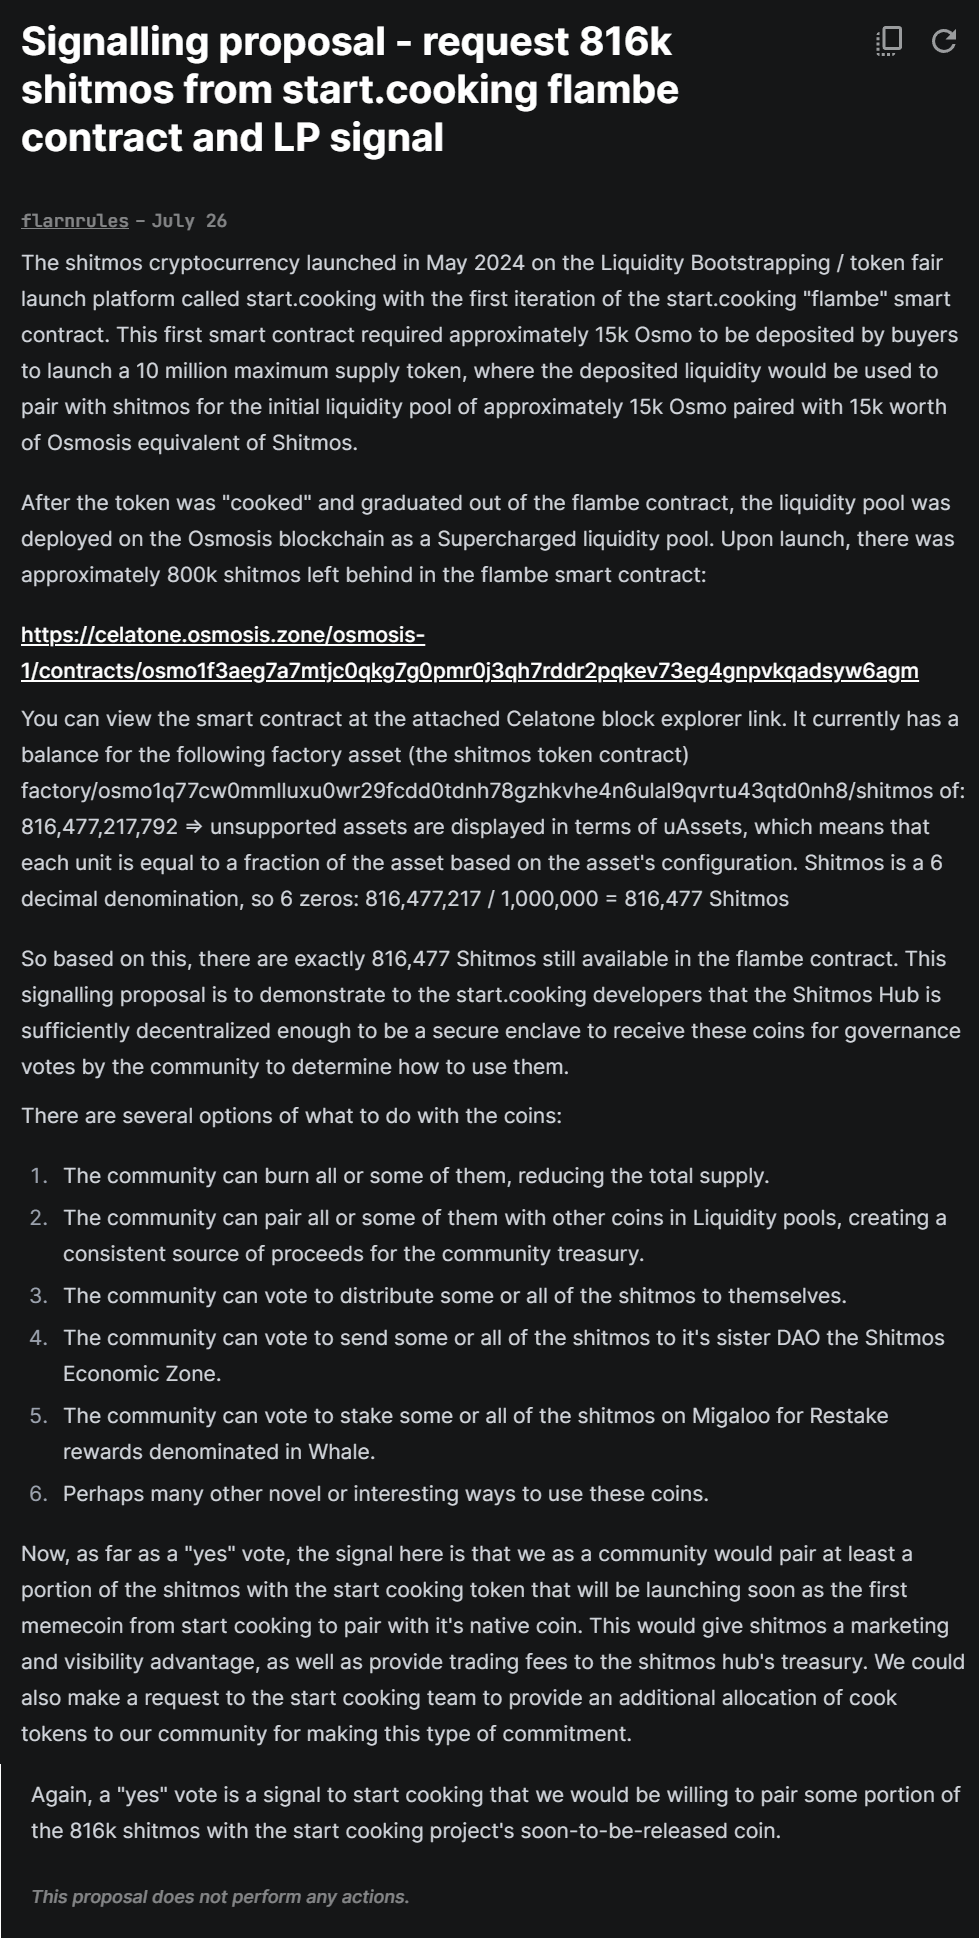 Signalling proposal - request 816k
shitmos from start.cooking flambe
contract and LP signal
flarnrules – July 26
The shitmos cryptocurrency launched in May 2024 on the Liquidity Bootstrapping / token fair
launch platform called start.cooking with the first iteration of the start.cooking "flambe" smart
contract. This first smart contract required approximately 15k Osmo to be deposited by buyers
to launch a 10 million maximum supply token, where the deposited liquidity would be used to
pair with shitmos for the initial liquidity pool of approximately 15k Osmo paired with 15k worth
of Osmosis equivalent of Shitmos.
After the token was "cooked" and graduated out of the flambe contract, the liquidity pool was
deployed on the Osmosis blockchain as a Supercharged liquidity pool. Upon launch, there was
approximately 800k shitmos left behind in the flambe smart contract:
https://celatone.osmosis.zone/osmosis-
1/contracts/osmo1f3aeg7a7mtjc0qkg7g0pmr0j3qh7rddr2pqkev73eg4gnpvkqadsyw6agm
You can view the smart contract at the attached Celatone block explorer link. It currently has a
balance for the following factory asset (the shitmos token contract)
factory/osmo1q77cw0mmlluxu0wr29fcdd0tdnh78gzhkvhe4n6ulal9qvrtu43qtd0nh8/shitmos of:
816,477,217,792 => unsupported assets are displayed in terms of uAssets, which means that
each unit is equal to a fraction of the asset based on the asset's configuration. Shitmos is a 6
decimal denomination, so 6 zeros: 816,477,217 / 1,000,000 = 816,477 Shitmos
So based on this, there are exactly 816,477 Shitmos still available in the flambe contract. This
signalling proposal is to demonstrate to the start.cooking developers that the Shitmos Hub is
sufficiently decentralized enough to be a secure enclave to receive these coins for governance
votes by the community to determine how to use them.
There are several options of what to do with the coins:
1. The community can burn all or some of them, reducing the total supply.
2. The community can pair all or some of them with other coins in Liquidity pools, creating a
consistent source of proceeds for the community treasury.
3. The community can vote to distribute some or all of the shitmos to themselves.
4. The community can vote to send some or all of the shitmos to it's sister DAO the Shitmos
Economic Zone.
5. The community can vote to stake some or all of the shitmos on Migaloo for Restake
rewards denominated in Whale.
6. Perhaps many other novel or interesting ways to use these coins.
Now, as far as a "yes" vote, the signal here is that we as a community would pair at least a
portion of the shitmos with the start cooking token that will be launching soon as the first
memecoin from start cooking to pair with it's native coin. This would give shitmos a marketing
and visibility advantage, as well as provide trading fees to the shitmos hub's treasury. We could
also make a request to the start cooking team to provide an additional allocation of cook
tokens to our community for making this type of commitment.
Again, a "yes" vote is a signal to start cooking that we would be willing to pair some portion of
the 816k shitmos with the start cooking project's soon-to-be-released coin.
This proposal does not perform any actions.